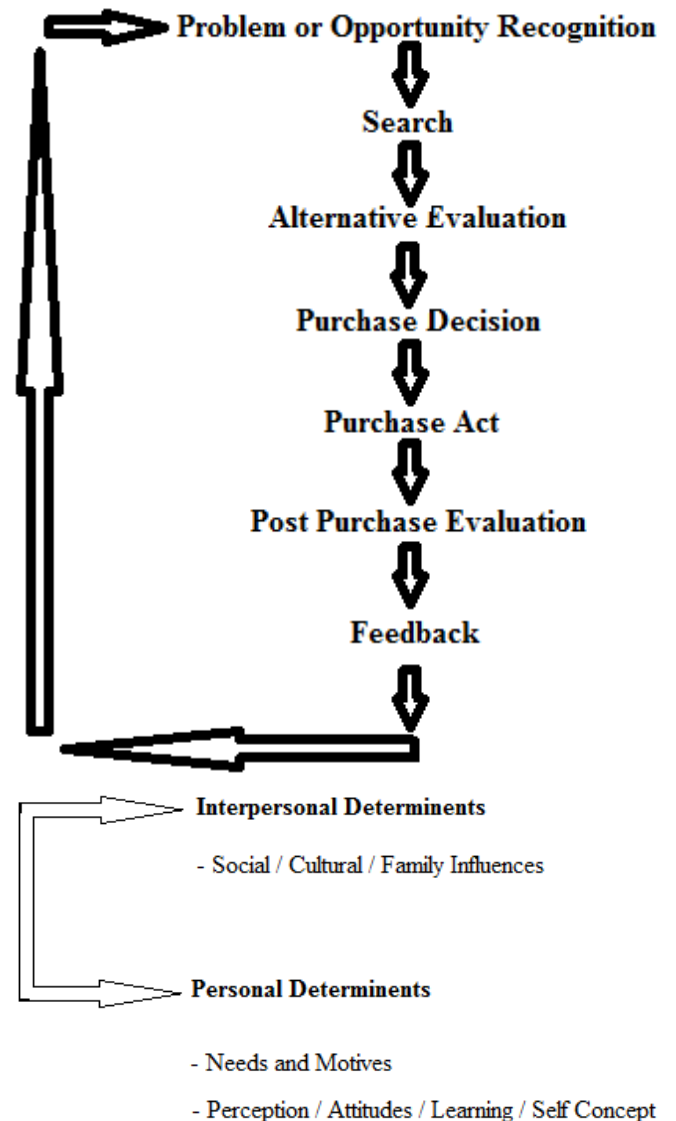 Problem or Opportunity Recognition
Search
Alternative Evaluation
Purchase Decision
Purchase Act
Post Purchase Evaluation
Feedback
Interpersonal Determinents
- Social / Cultural / Family Influences
Personal Determinents
- Needs and Motives
- Perception / Attitudes / Learning / Self Concept